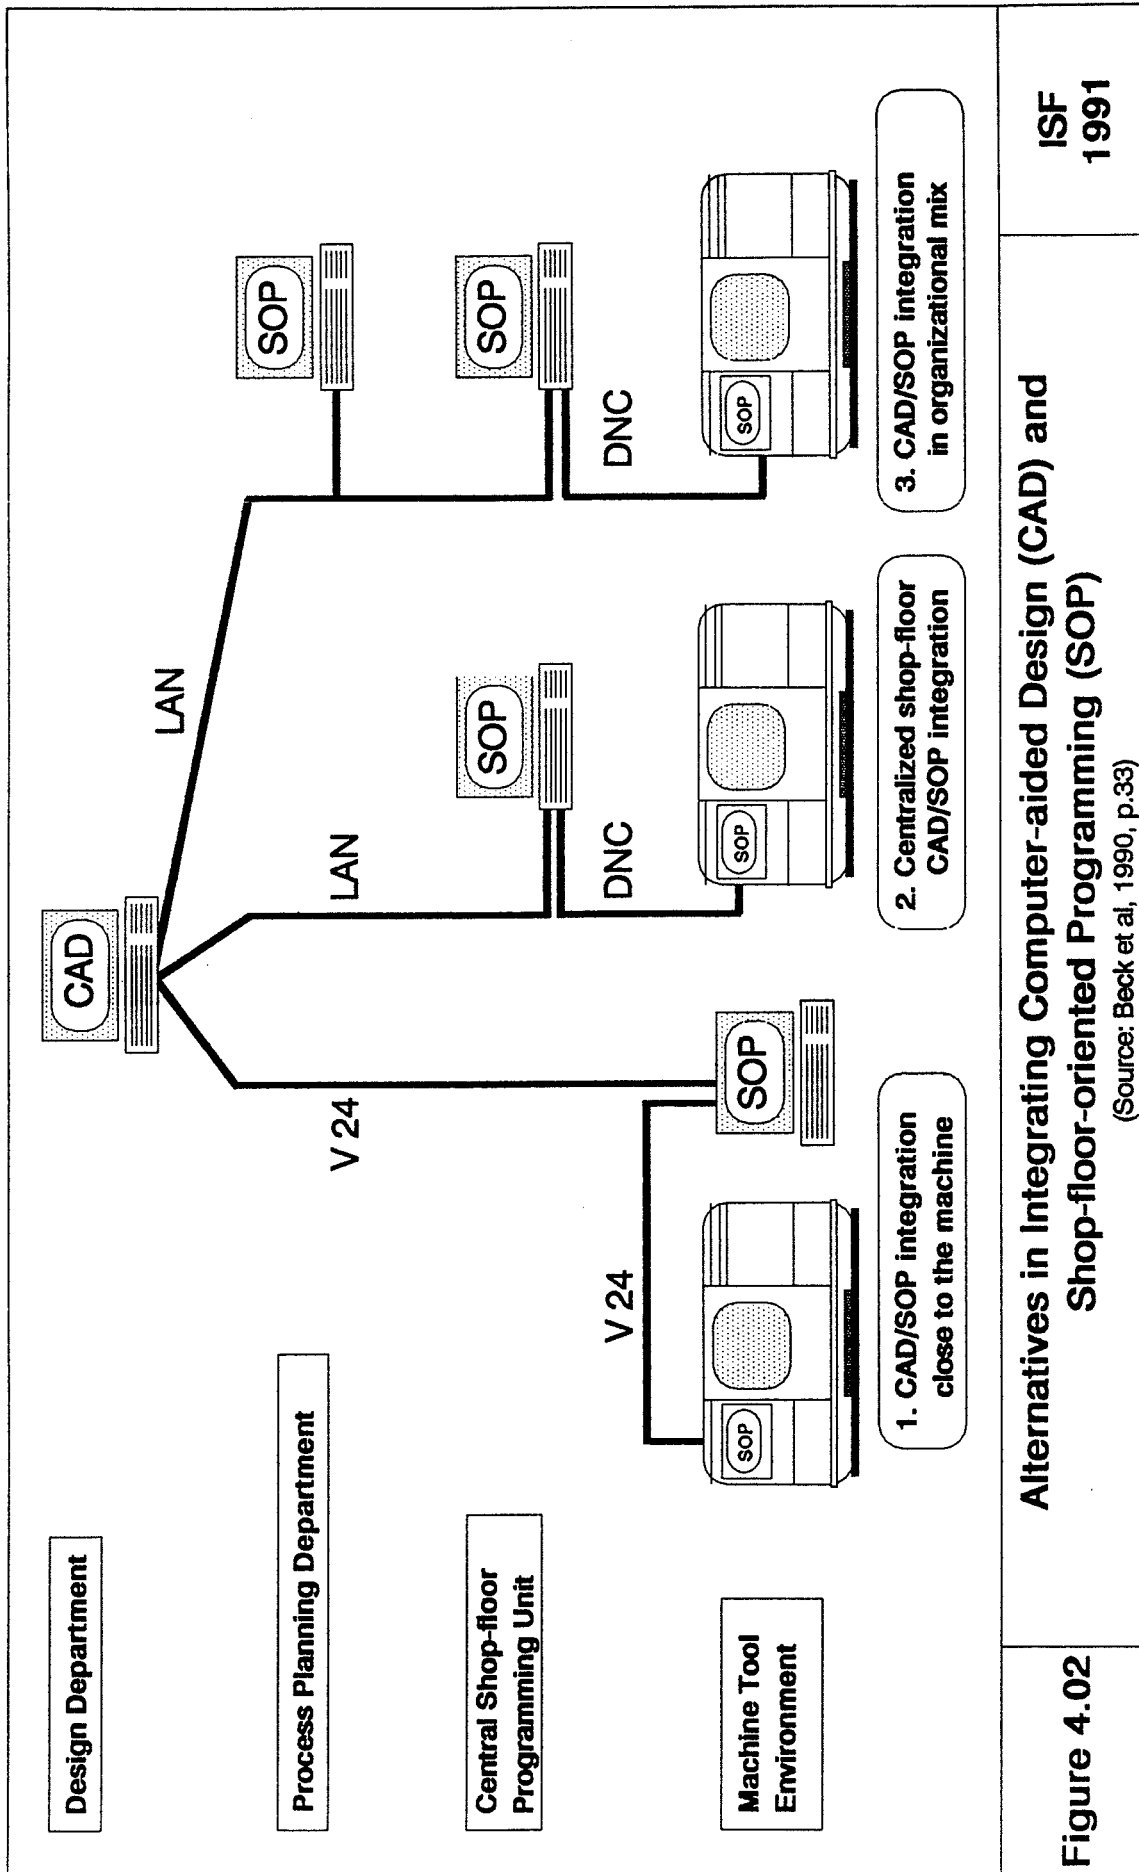 Design Department
CAD
LAN
Process Planning Department
V 24
LAN
SOP
Central Shop-floor
Programming Unit
SOP
SOP
V 24
DNC
DNC
Machine Tool
Environment
SOP
SOP
SOP
SOP
1. CAD/SOP integration
close to the machine
2. Centralized shop-floor
CAD/SOP integration
3. CAD/SOP integration
in organizational mix
Figure 4.02
Alternatives in Integrating Computer-aided Design (CAD) and
Shop-floor-oriented Programming (SOP)
(Source: Beck et al, 1990, p.33)
ISF
1991